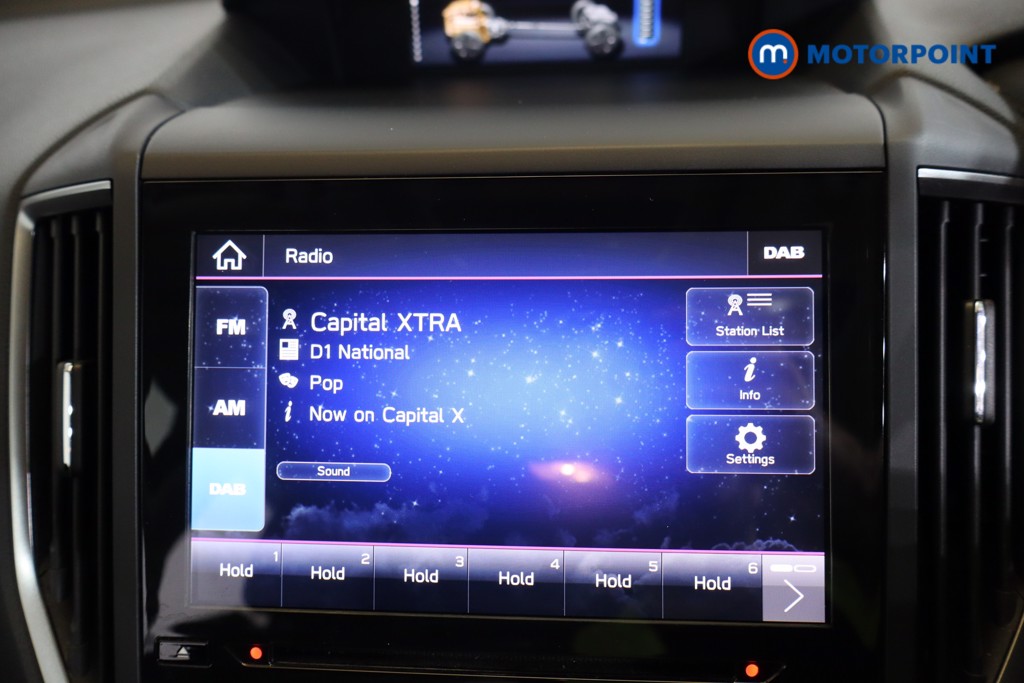 m MOTORPOINT
Radio
DAB
FM
AM
DAB
Capital XTRA
D1 National
Pop
i Now on Capital X
Sound
Station List
i
Info
Settings
1 2 3 4 5 6
Hold Hold Hold Hold Hold Hold